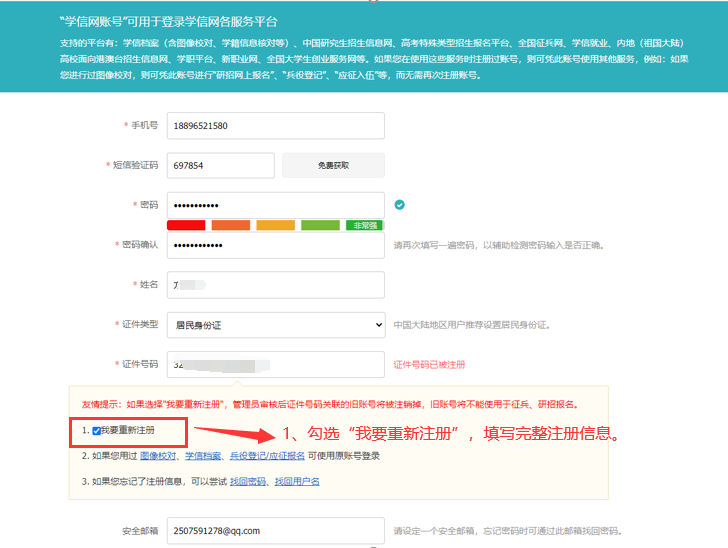 “学信网账号”可用于登录学信网各服务平台
支持的平台有：学信档案（含图像校对、学籍信息核对等）、中国研究生招生信息网、高考特殊类型招生报名平台、全国征兵网、学信就业、内地（祖国大陆）
高校面向港澳台招生信息网、学职平台、新职业网、全国大学生创业服务网等。如果您在使用这些服务时注册过账号，则可凭此账号使用其他服务，例如：如果
您进行过图像校对，则可凭此账号进行“研招网上报名”、“兵役登记”、“应征入伍”等，而无需再次注册账号。
* 手机号 18896521580
* 短信验证码 697854 免费获取
* 密码 •••••••••••
非常强
* 密码确认 •••••••••••• 请再次填写一遍密码，以辅助检测密码输入是否正确。
* 姓名
* 证件类型 居民身份证 中国大陆地区用户推荐设置居民身份证。
* 证件号码 32 证件号码已被注册
友情提示：如果选择“我要重新注册”，管理员审核后证件号码关联的旧账号将被注销掉，旧账号将不能使用于征兵、研招报名。
1. 我要重新注册
1、勾选“我要重新注册”，填写完整注册信息。
2. 如果您用过 图像校对、学信档案、兵役登记/应征报名 可使用原账号登录
3. 如果您忘记了注册信息，可以尝试 找回密码、找回用户名
安全邮箱 2507591278@qq.com 请设定一个安全邮箱，忘记密码时可通过此邮箱找回密码。